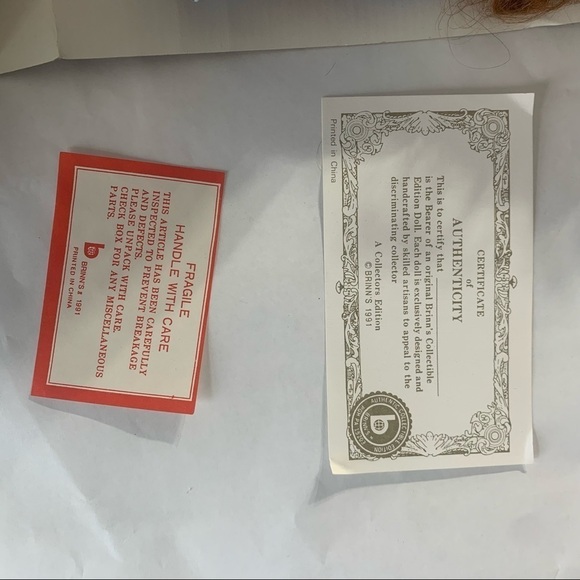 FRAGILE
HANDLE WITH CARE
THIS ARTICLE HAS BEEN CAREFULLY
INSPECTED TO PREVENT BREAKAGE
AND DEFECTS.
PLEASE UNPACK WITH CARE.
CHECK BOX FOR ANY MISCELLANEOUS
PARTS.
BRINN'S 1991
PRINTED IN CHINA
CERTIFICATE
of
AUTHENTICITY
This is to certify that
is the Bearer of an original Brinn's Collectible
Edition Doll. Each doll is exclusively designed and
handcrafted by skilled artisans to appeal to the
discriminating collector
A Collectors Edition
© BRINN'S 1991
Printed in China